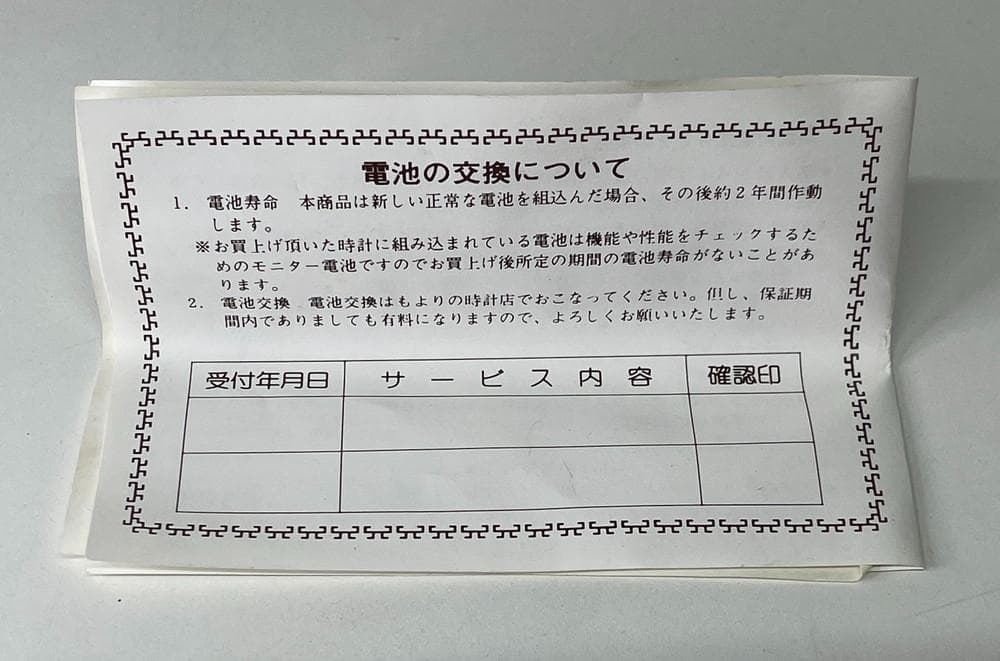 電池の交換について
1. 電池寿命 本商品は新しい正常な電池を組込んだ場合、その後約2年間作動
します。
※お買上げ頂いた時計に組み込まれている電池は機能や性能をチェックするた
めのモニター電池ですのでお買上げ後所定の期間の電池寿命がないことがあ
ります。
2. 電池交換 電池交換はもよりの時計店でおこなってください。但し、保証期
間内でありましても有料になりますので、よろしくお願いいたします。
受付年月日 サービス内容 確認印